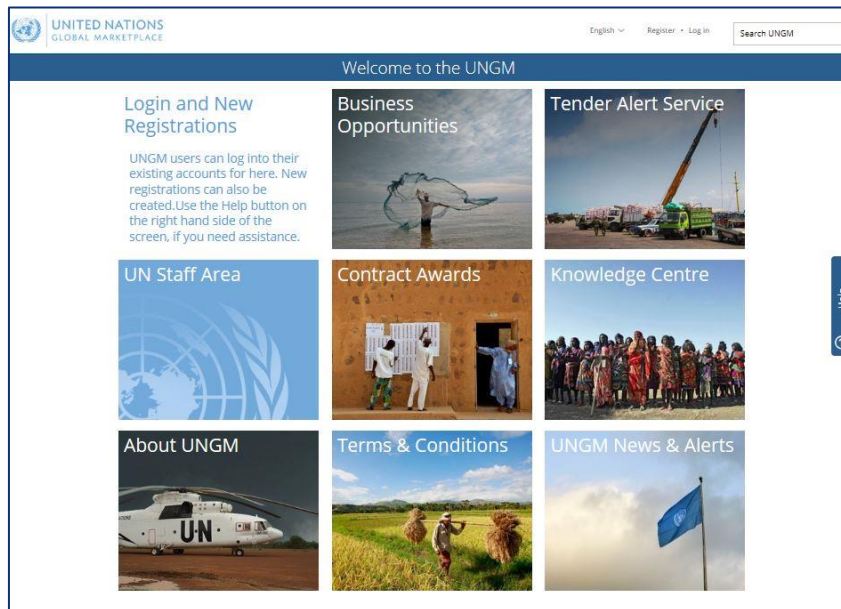 UNITED NATIONS
GLOBAL MARKETPLACE
English
Register • Log in
Search UNGM
Welcome to the UNGM
Login and New
Registrations
UNGM users can log into their
existing accounts for here. New
registrations can also be
created.Use the Help button on
the right hand side of the
screen, if you need assistance.
Business
Opportunities
Tender Alert Service
UN Staff Area
Contract Awards
Knowledge Centre
About UNGM
UN
Terms & Conditions
UNGM News & Alerts